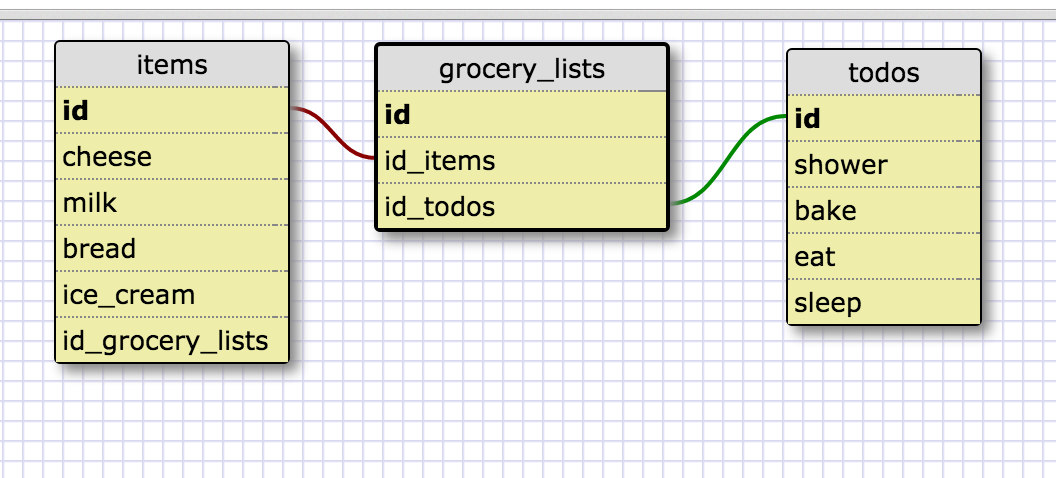 items
id
cheese
milk
bread
ice_cream
id_grocery_lists
grocery_lists
id
id_items
id_todos
todos
id
shower
bake
eat
sleep